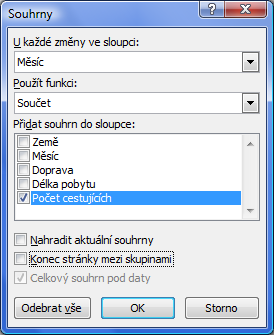 Souhrny
U každé změny ve sloupci:
Měsíc
Použít funkci:
Součet
Přidat souhrn do sloupce:
Země
Měsíc
Doprava
Délka pobytu
Počet cestujících
Nahradit aktuální souhrny
Konec stránky mezi skupinami
Celkový souhrn pod daty
Odebrat vše
OK
Storno